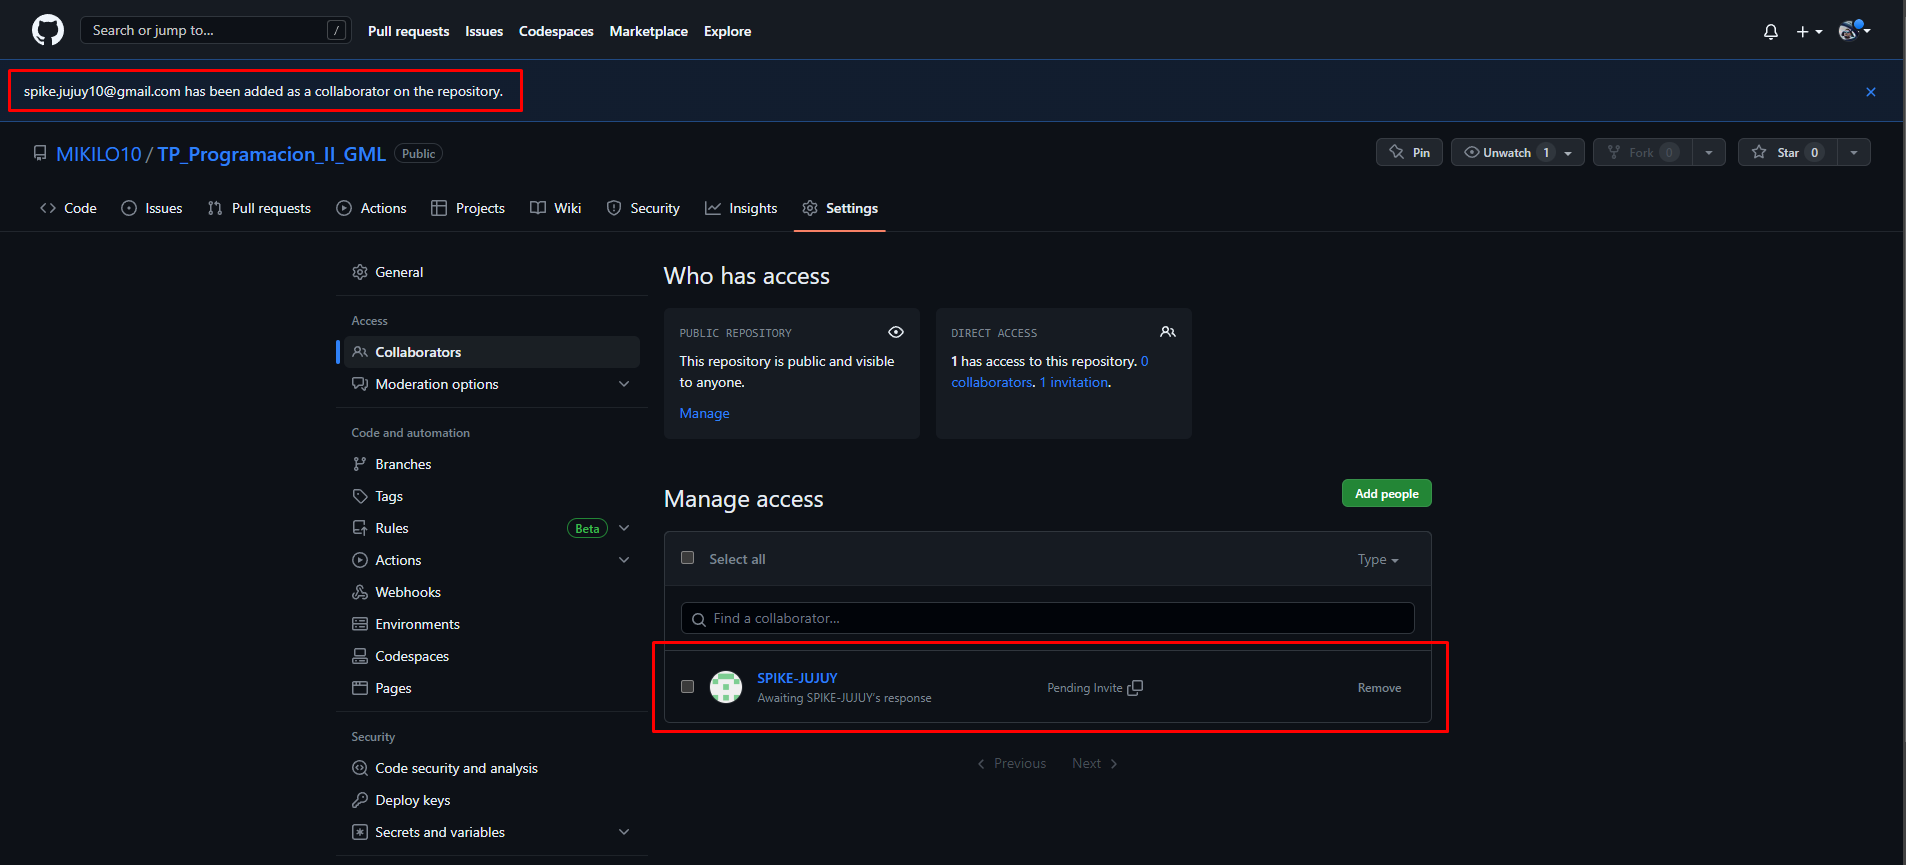 Search or jump to... /
Pull requests Issues Codespaces Marketplace Explore
spike.jujuy10@gmail.com has been added as a collaborator on the repository.
MIKILO10 / TP_Programacion_II_GML Public
Pin Unwatch 1 Fork 0 Star 0
Code Issues Pull requests Actions Projects Wiki Security Insights Settings
General
Access
Collaborators
Moderation options
Code and automation
Branches
Tags
Rules Beta
Actions
Webhooks
Environments
Codespaces
Pages
Security
Code security and analysis
Deploy keys
Secrets and variables
Who has access
PUBLIC REPOSITORY
This repository is public and visible
to anyone.
Manage
DIRECT ACCESS
1 has access to this repository. 0
collaborators. 1 invitation.
Manage access
Add people
Select all Type
Find a collaborator...
SPIKE-JUJUY
Awaiting SPIKE-JUJUY's response
Pending Invite
Remove
Previous Next